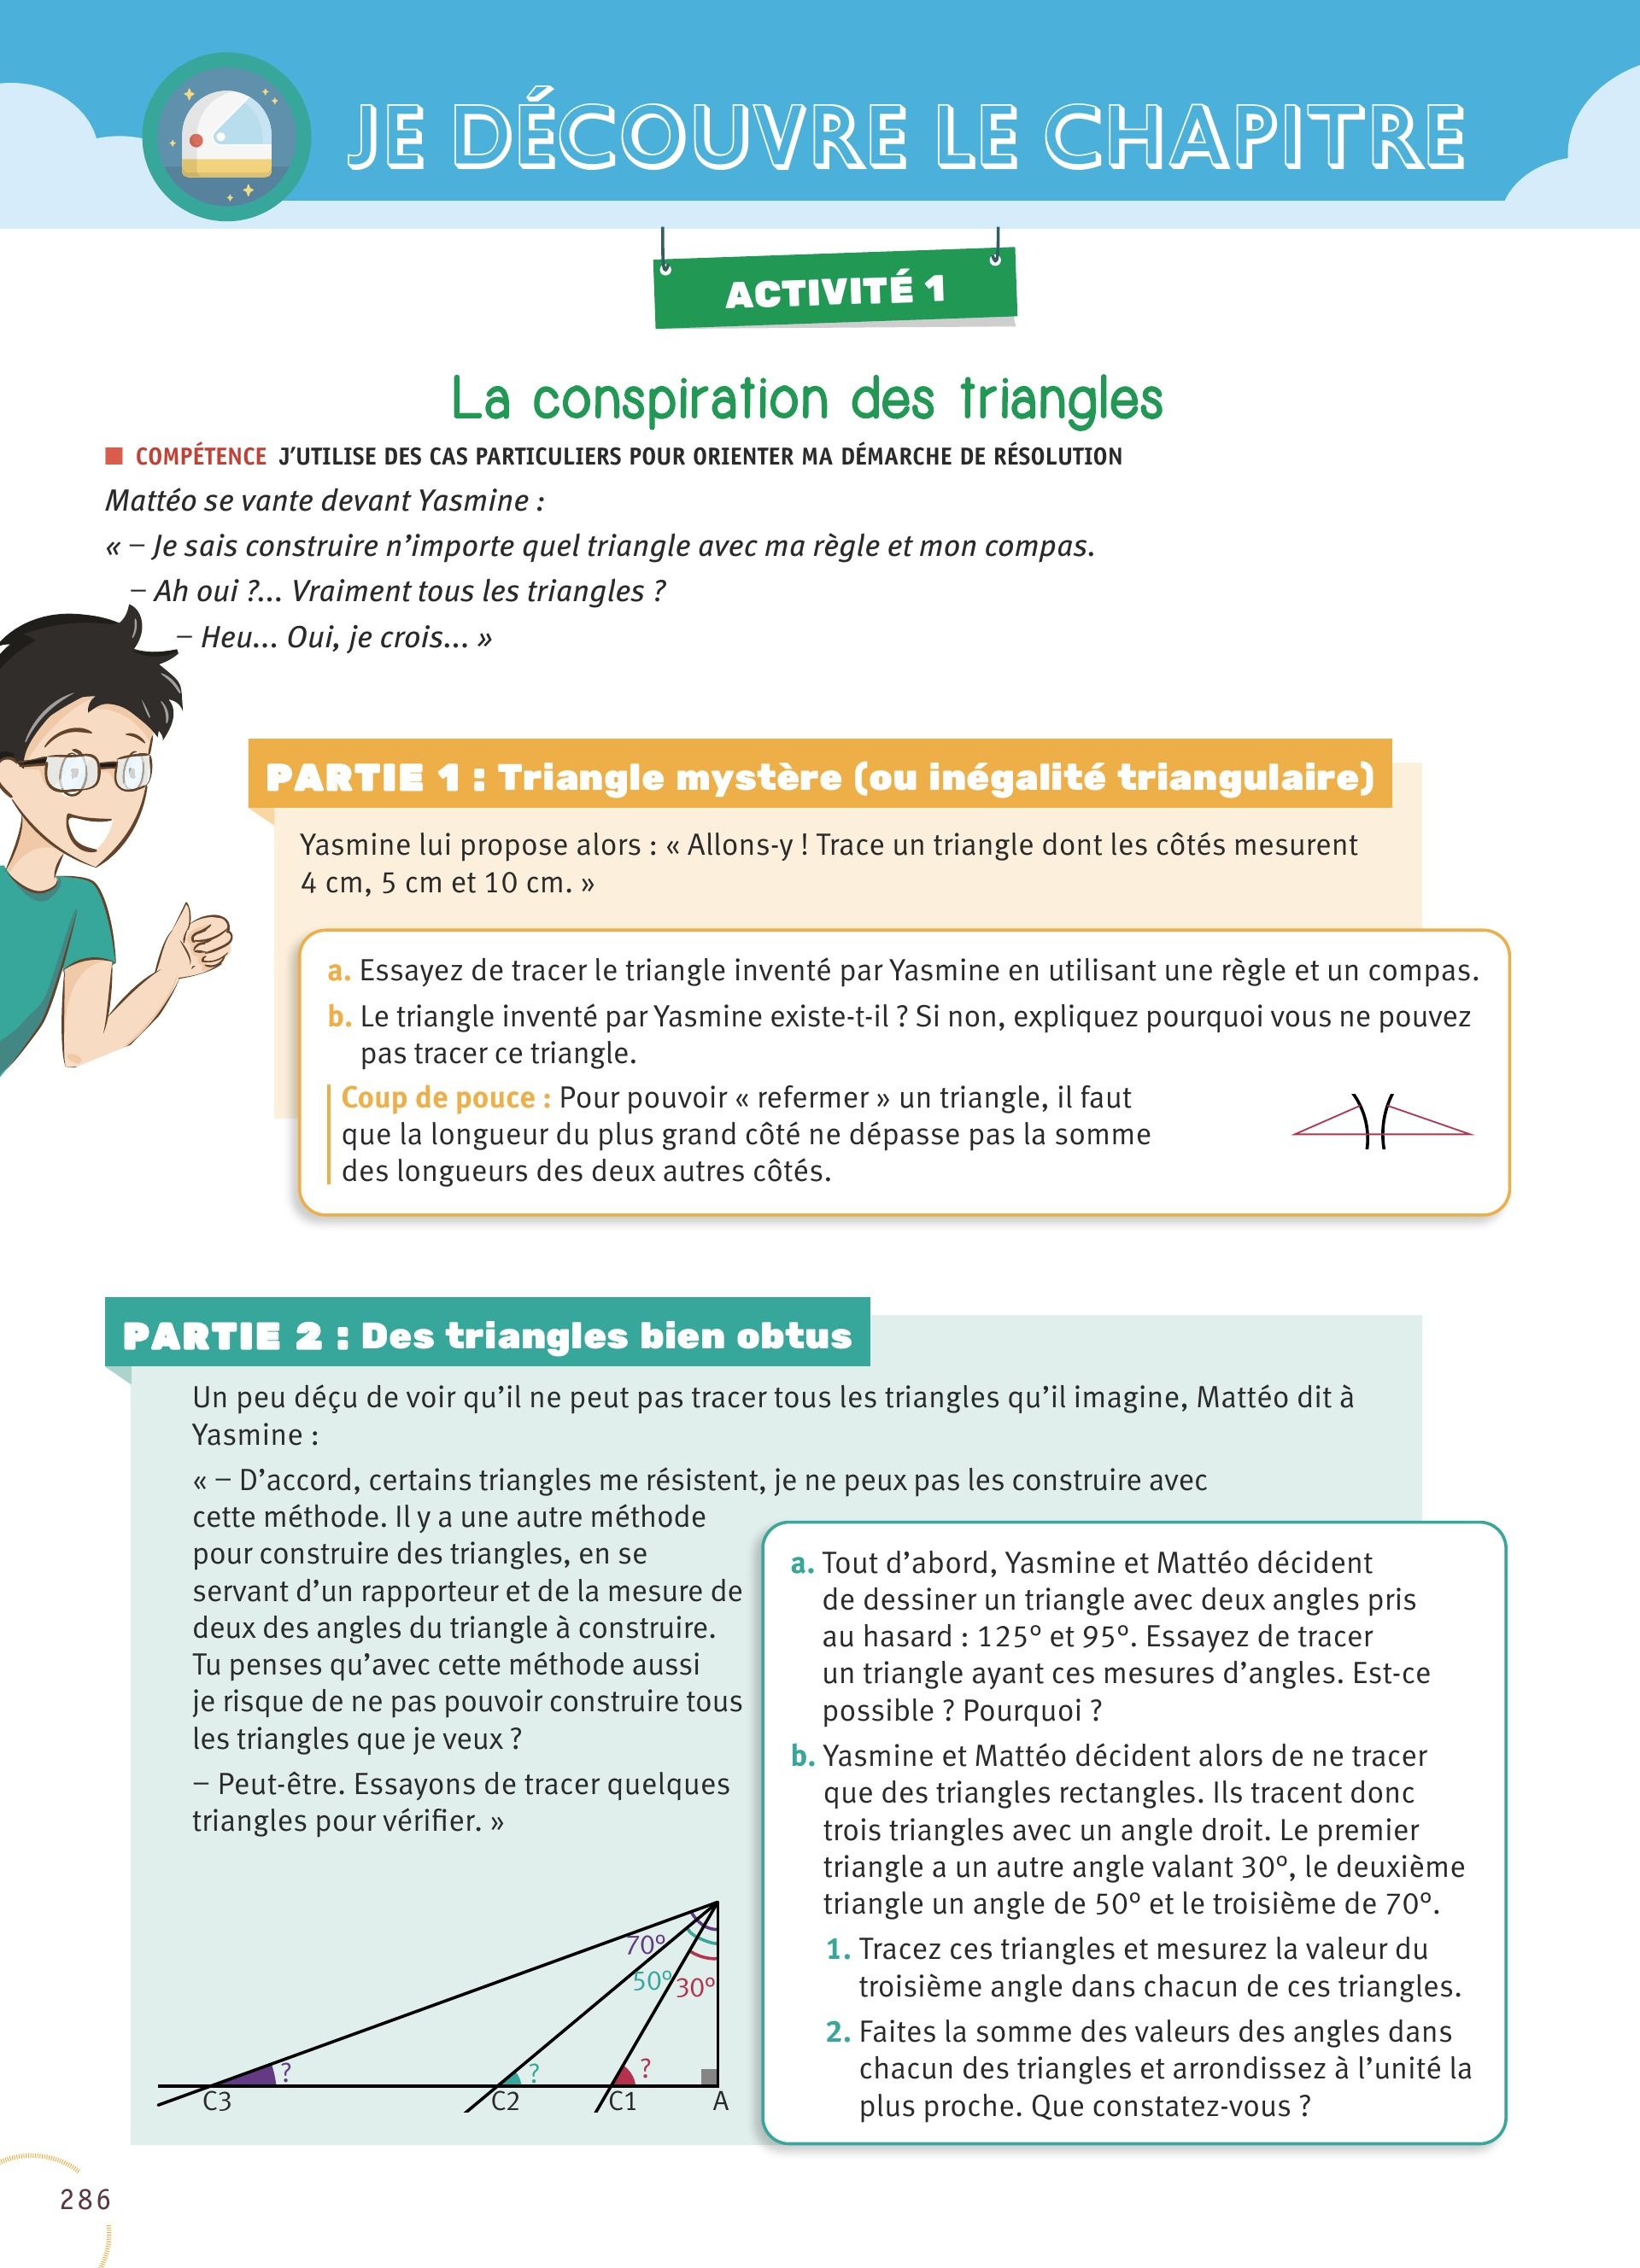 JE DÉCOUVRE LE CHAPITRE
ACTIVITÉ 1
La conspiration des triangles
COMPÉTENCE J’UTILISE DES CAS PARTICULIERS POUR ORIENTER MA DÉMARCHE DE RÉSOLUTION
Mattéo se vante devant Yasmine :
« – Je sais construire n’importe quel triangle avec ma règle et mon compas.
– Ah oui ?... Vraiment tous les triangles ?
– Heu... Oui, je crois... »
PARTIE 1 : Triangle mystère (ou inégalité triangulaire)
Yasmine lui propose alors : « Allons-y ! Trace un triangle dont les côtés mesurent
4 cm, 5 cm et 10 cm. »
a. Essayez de tracer le triangle inventé par Yasmine en utilisant une règle et un compas.
b. Le triangle inventé par Yasmine existe-t-il ? Si non, expliquez pourquoi vous ne pouvez
pas tracer ce triangle.
Coup de pouce : Pour pouvoir « refermer » un triangle, il faut
que la longueur du plus grand côté ne dépasse pas la somme
des longueurs des deux autres côtés.
PARTIE 2 : Des triangles bien obtus
Un peu déçu de voir qu’il ne peut pas tracer tous les triangles qu’il imagine, Mattéo dit à
Yasmine :
« – D’accord, certains triangles me résistent, je ne peux pas les construire avec
cette méthode. Il y a une autre méthode
pour construire des triangles, en se
servant d’un rapporteur et de la mesure de
deux des angles du triangle à construire.
Tu penses qu’avec cette méthode aussi
je risque de ne pas pouvoir construire tous
les triangles que je veux ?
– Peut-être. Essayons de tracer quelques
triangles pour vérifier. »
70º
50º
30º
?
?
?
C3
C2
C1
A
a. Tout d’abord, Yasmine et Mattéo décident
de dessiner un triangle avec deux angles pris
au hasard : 125º et 95º. Essayez de tracer
un triangle ayant ces mesures d’angles. Est-ce
possible ? Pourquoi ?
b. Yasmine et Mattéo décident alors de ne tracer
que des triangles rectangles. Ils tracent donc
trois triangles avec un angle droit. Le premier
triangle a un autre angle valant 30º, le deuxième
triangle un angle de 50º et le troisième de 70º.
1. Tracez ces triangles et mesurez la valeur du
troisième angle dans chacun de ces triangles.
2. Faites la somme des valeurs des angles dans
chacun des triangles et arrondissez à l’unité la
plus proche. Que constatez-vous ?
286